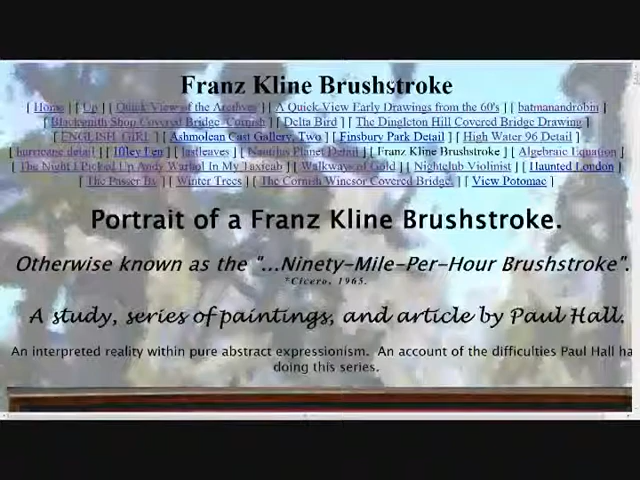 Franz Kline Brushstroke
[ Home ] [ Up ] [ Quick View of the Archives ] [ A Quick View Early Drawings from the 60's ] [ batmanandrobin ]
[ Blacksmith Shop Covered Bridge, Cornish ] [ Delta Bird ] [ The Dingleton Hill Covered Bridge Drawing ]
[ ENGLISH GIRL ] [ Ashmolean Cast Gallery, Two ] [ Finsbury Park Detail ] [ High Water 96 Detail ]
[ hurricane detail ] [ Iffley Fen ] [ lastleaves ] [ Nautilus Planet Detail ] [ Franz Kline Brushstroke ] [ Algebraic Equation ]
[ The Night I Picked Up Andy Warhol In My Taxicab ] [ Walkways of Gold ] [ Nightclub Violinist ] [ Haunted London ]
[ The Passer By ] [ Winter Trees ] [ The Cornish Windsor Covered Bridge. ] [ View Potomac ]
Portrait of a Franz Kline Brushstroke.
Otherwise known as the "...Ninety-Mile-Per-Hour Brushstroke".
*Cicero, 1965.
A study, series of paintings, and article by Paul Hall.
An interpreted reality within pure abstract expressionism. An account of the difficulties Paul Hall ha
doing this series.